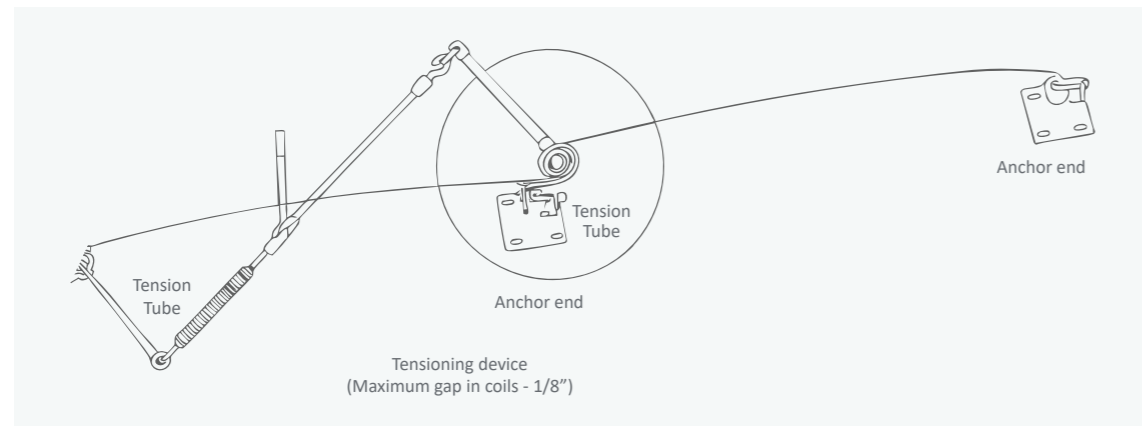 Anchor end
Tension
Tube
Tension
Tube
Anchor end
Tensioning device
(Maximum gap in coils - 1/8”)